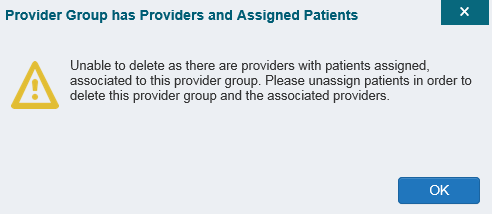 Provider Group has Providers and Assigned Patients
Unable to delete as there are providers with patients assigned,
associated to this provider group. Please unassign patients in order to
delete this provider group and the associated providers.
OK